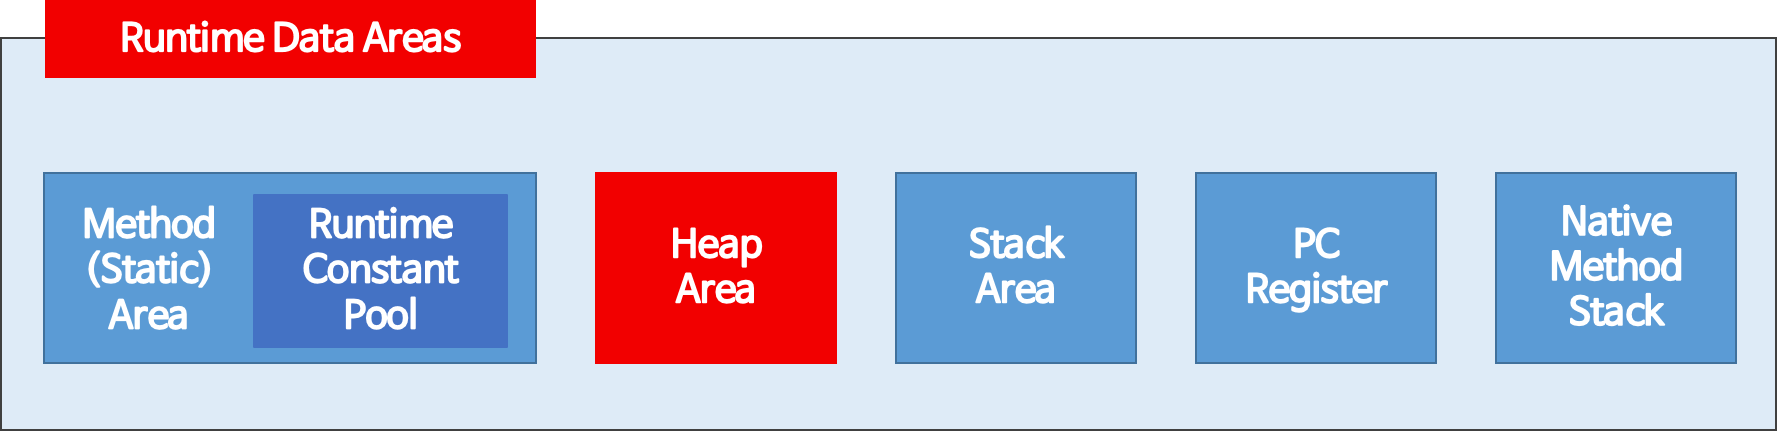 Runtime Data Areas
Method
(Static)
Area
Runtime
Constant
Pool
Heap
Area
Stack
Area
PC
Register
Native
Method
Stack